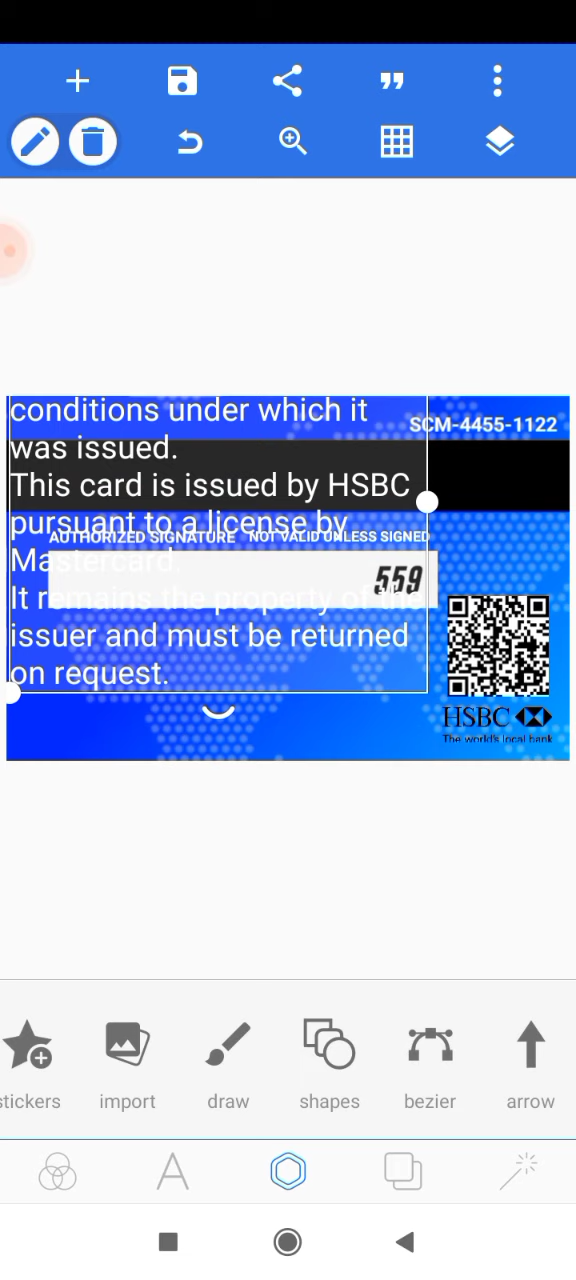 conditions under which it
was issued.
SCM-4455-1122
This card is issued by HSBC
pursuant to a license by
AUTHORIZED SIGNATURE NOT VALID UNLESS SIGNED
Mastercard.
559
It remains the property of the
issuer and must be returned
on request.
HSBC
The world's local bank
stickers
import
draw
shapes
bezier
arrow